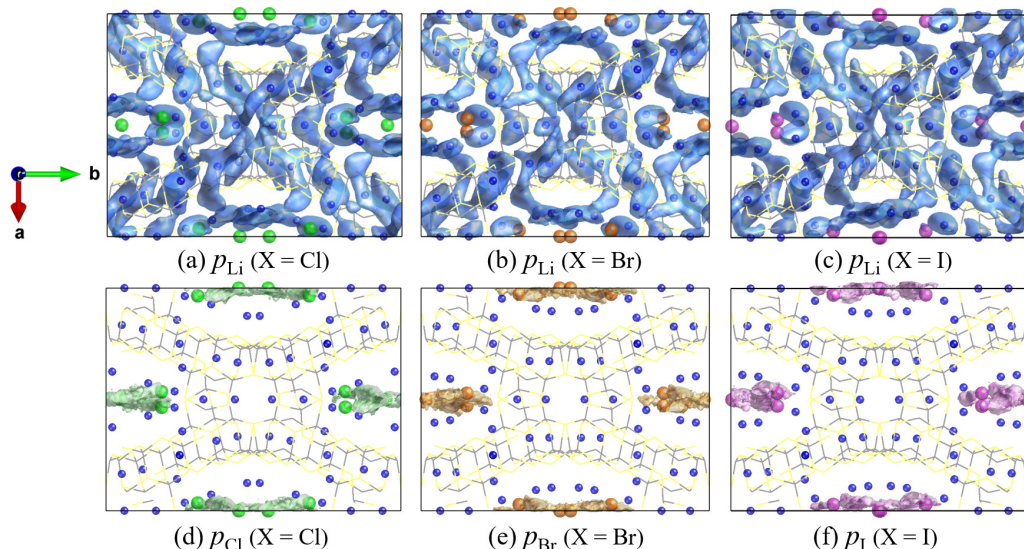 b
a
(a) pLi (X = Cl)
(b) pLi (X = Br)
(c) pLi (X = I)
(d) pCl (X = Cl)
(e) pBr (X = Br)
(f) pI (X = I)